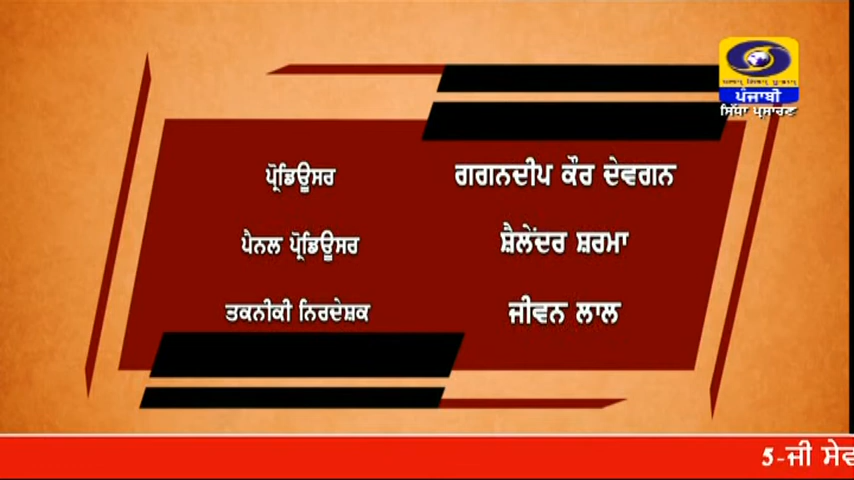 ਪੰਜਾਬੀ
ਸਿੱਧਾ ਪ੍ਰਸਾਰਣ
ਪ੍ਰੋਡਿਊਸਰ ਗਗਨਦੀਪ ਕੌਰ ਦੇਵਗਨ
ਪੈਨਲ ਪ੍ਰੋਡਿਊਸਰ ਸ਼ੈਲੇਂਦਰ ਸ਼ਰਮਾ
ਤਕਨੀਕੀ ਨਿਰਦੇਸ਼ਕ ਜੀਵਨ ਲਾਲ
5-ਜੀ